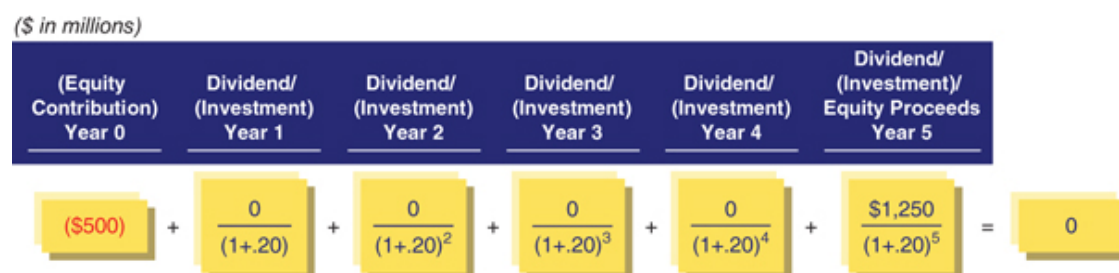 ($ in millions)
(Equity Contribution) Year 0
Dividend/ (Investment) Year 1
Dividend/ (Investment) Year 2
Dividend/ (Investment) Year 3
Dividend/ (Investment) Year 4
Dividend/ (Investment)/ Equity Proceeds Year 5
($500) + 0/(1+.20) + 0/(1+.20)² + 0/(1+.20)³ + 0/(1+.20)⁴ + $1,250/(1+.20)⁵ = 0